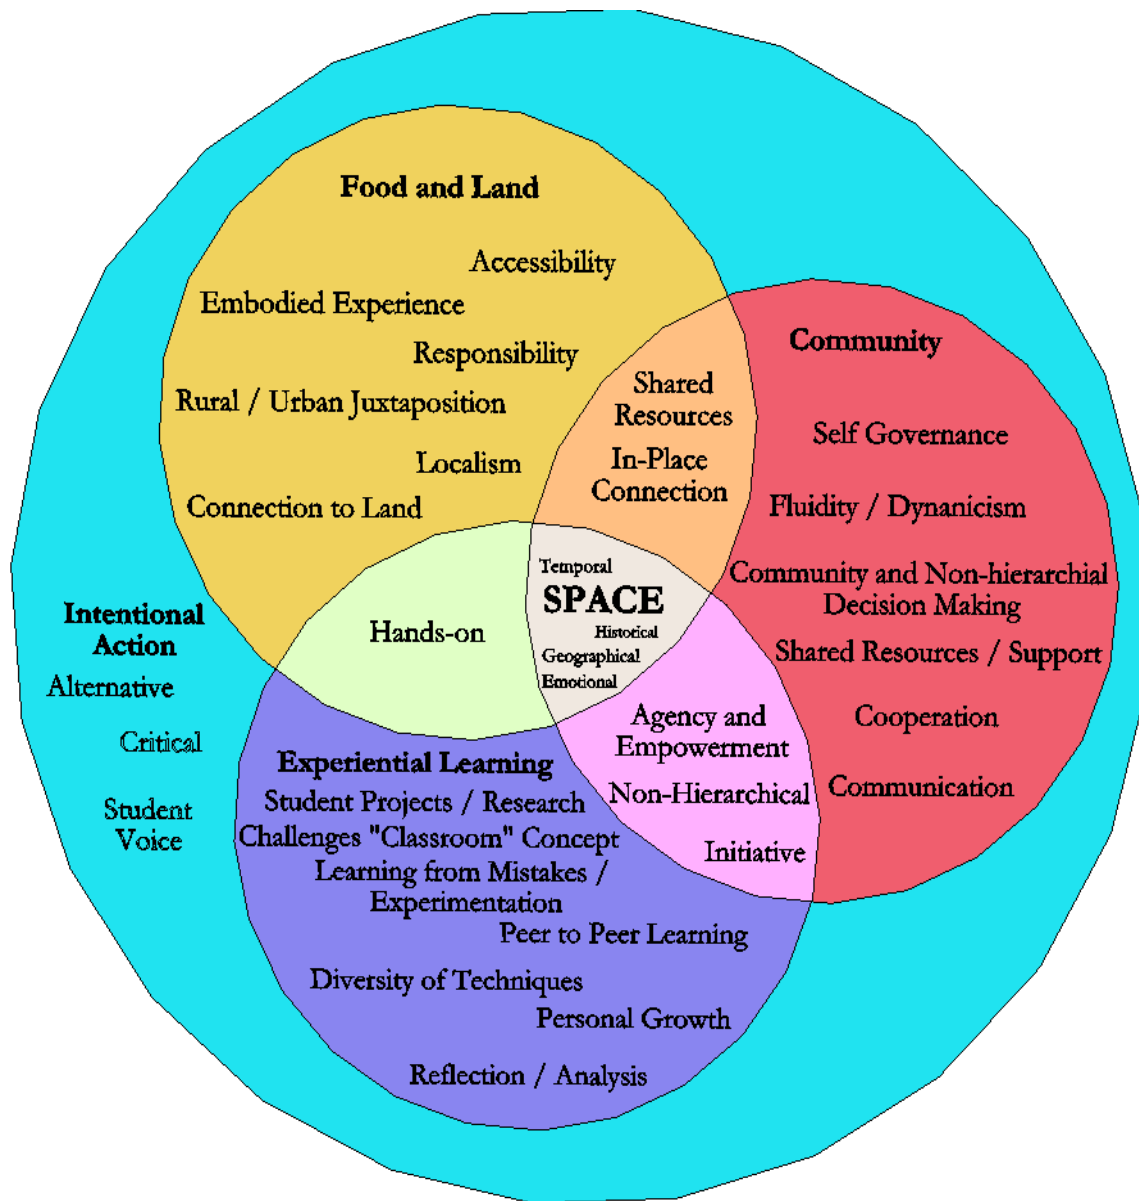 Food and Land
Accessibility
Embodied Experience
Responsibility
Rural / Urban Juxtaposition
Localism
Connection to Land
Shared
Resources
In-Place
Connection
Community
Self Governance
Fluidity / Dynanicism
Community and Non-hierarchial
Decision Making
Shared Resources / Support
Cooperation
Communication
Temporal
SPACE
Historical
Geographical
Emotional
Hands-on
Agency and
Empowerment
Non-Hierarchical
Initiative
Intentional
Action
Alternative
Critical
Student
Voice
Experiential Learning
Student Projects / Research
Challenges "Classroom" Concept
Learning from Mistakes /
Experimentation
Peer to Peer Learning
Diversity of Techniques
Personal Growth
Reflection / Analysis